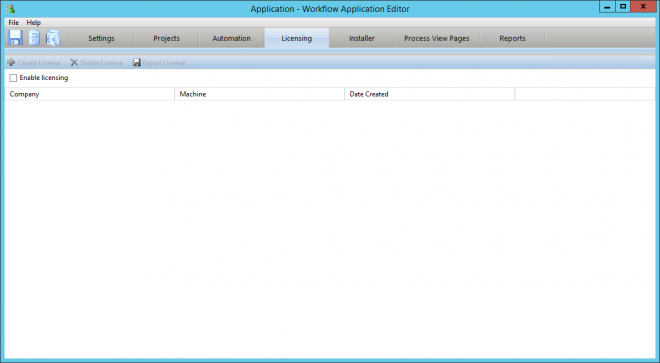 Application - Workflow Application Editor
File Help
Settings Projects Automation Licensing Installer Process View Pages Reports
Create License Delete License Export License
Enable licensing
Company Machine Date Created